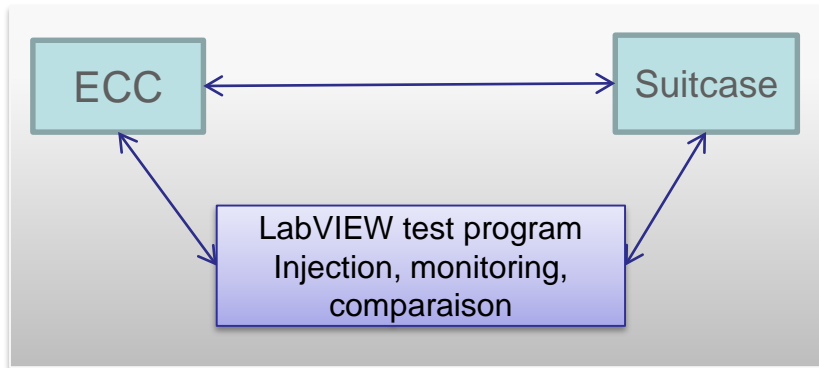 ECC
Suitcase
LabVIEW test program
Injection, monitoring,
comparaison